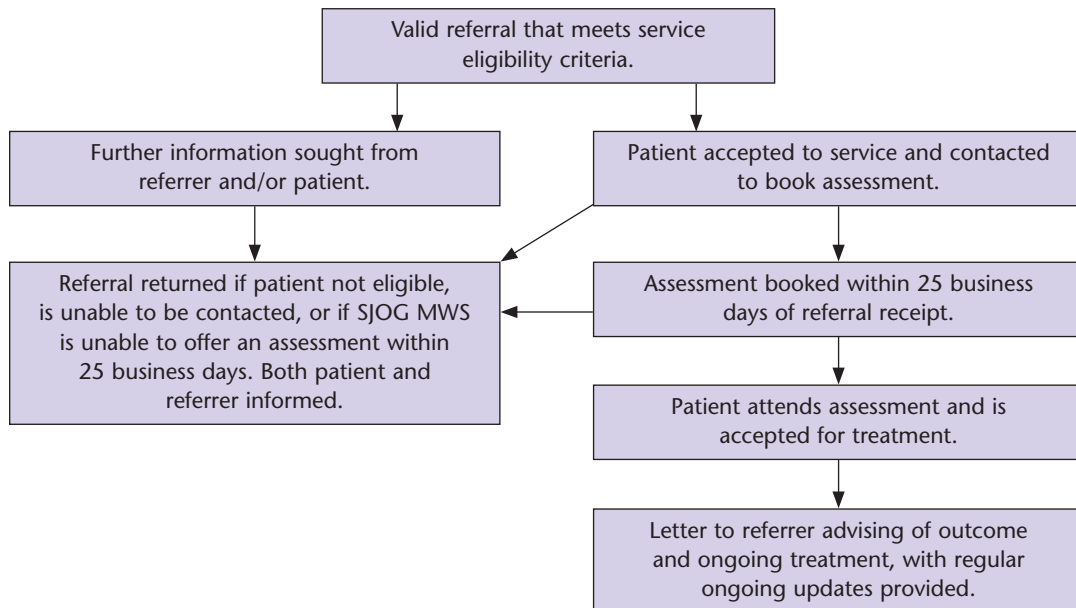 Valid referral that meets service
eligibility criteria.
Further information sought from
referrer and/or patient.
Patient accepted to service and contacted
to book assessment.
Referral returned if patient not eligible,
is unable to be contacted, or if SJOG MWS
is unable to offer an assessment within
25 business days. Both patient and
referrer informed.
Assessment booked within 25 business
days of referral receipt.
Patient attends assessment and is
accepted for treatment.
Letter to referrer advising of outcome
and ongoing treatment, with regular
ongoing updates provided.